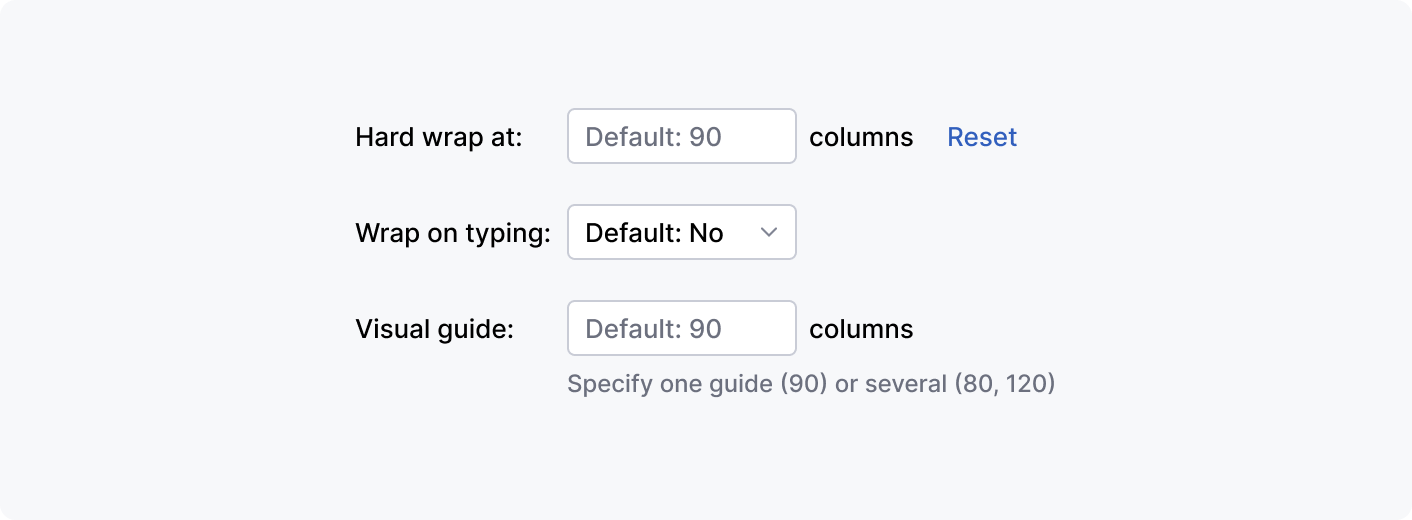 Hard wrap at: Default: 90 columns Reset
Wrap on typing: Default: No
Visual guide: Default: 90 columns
Specify one guide (90) or several (80, 120)